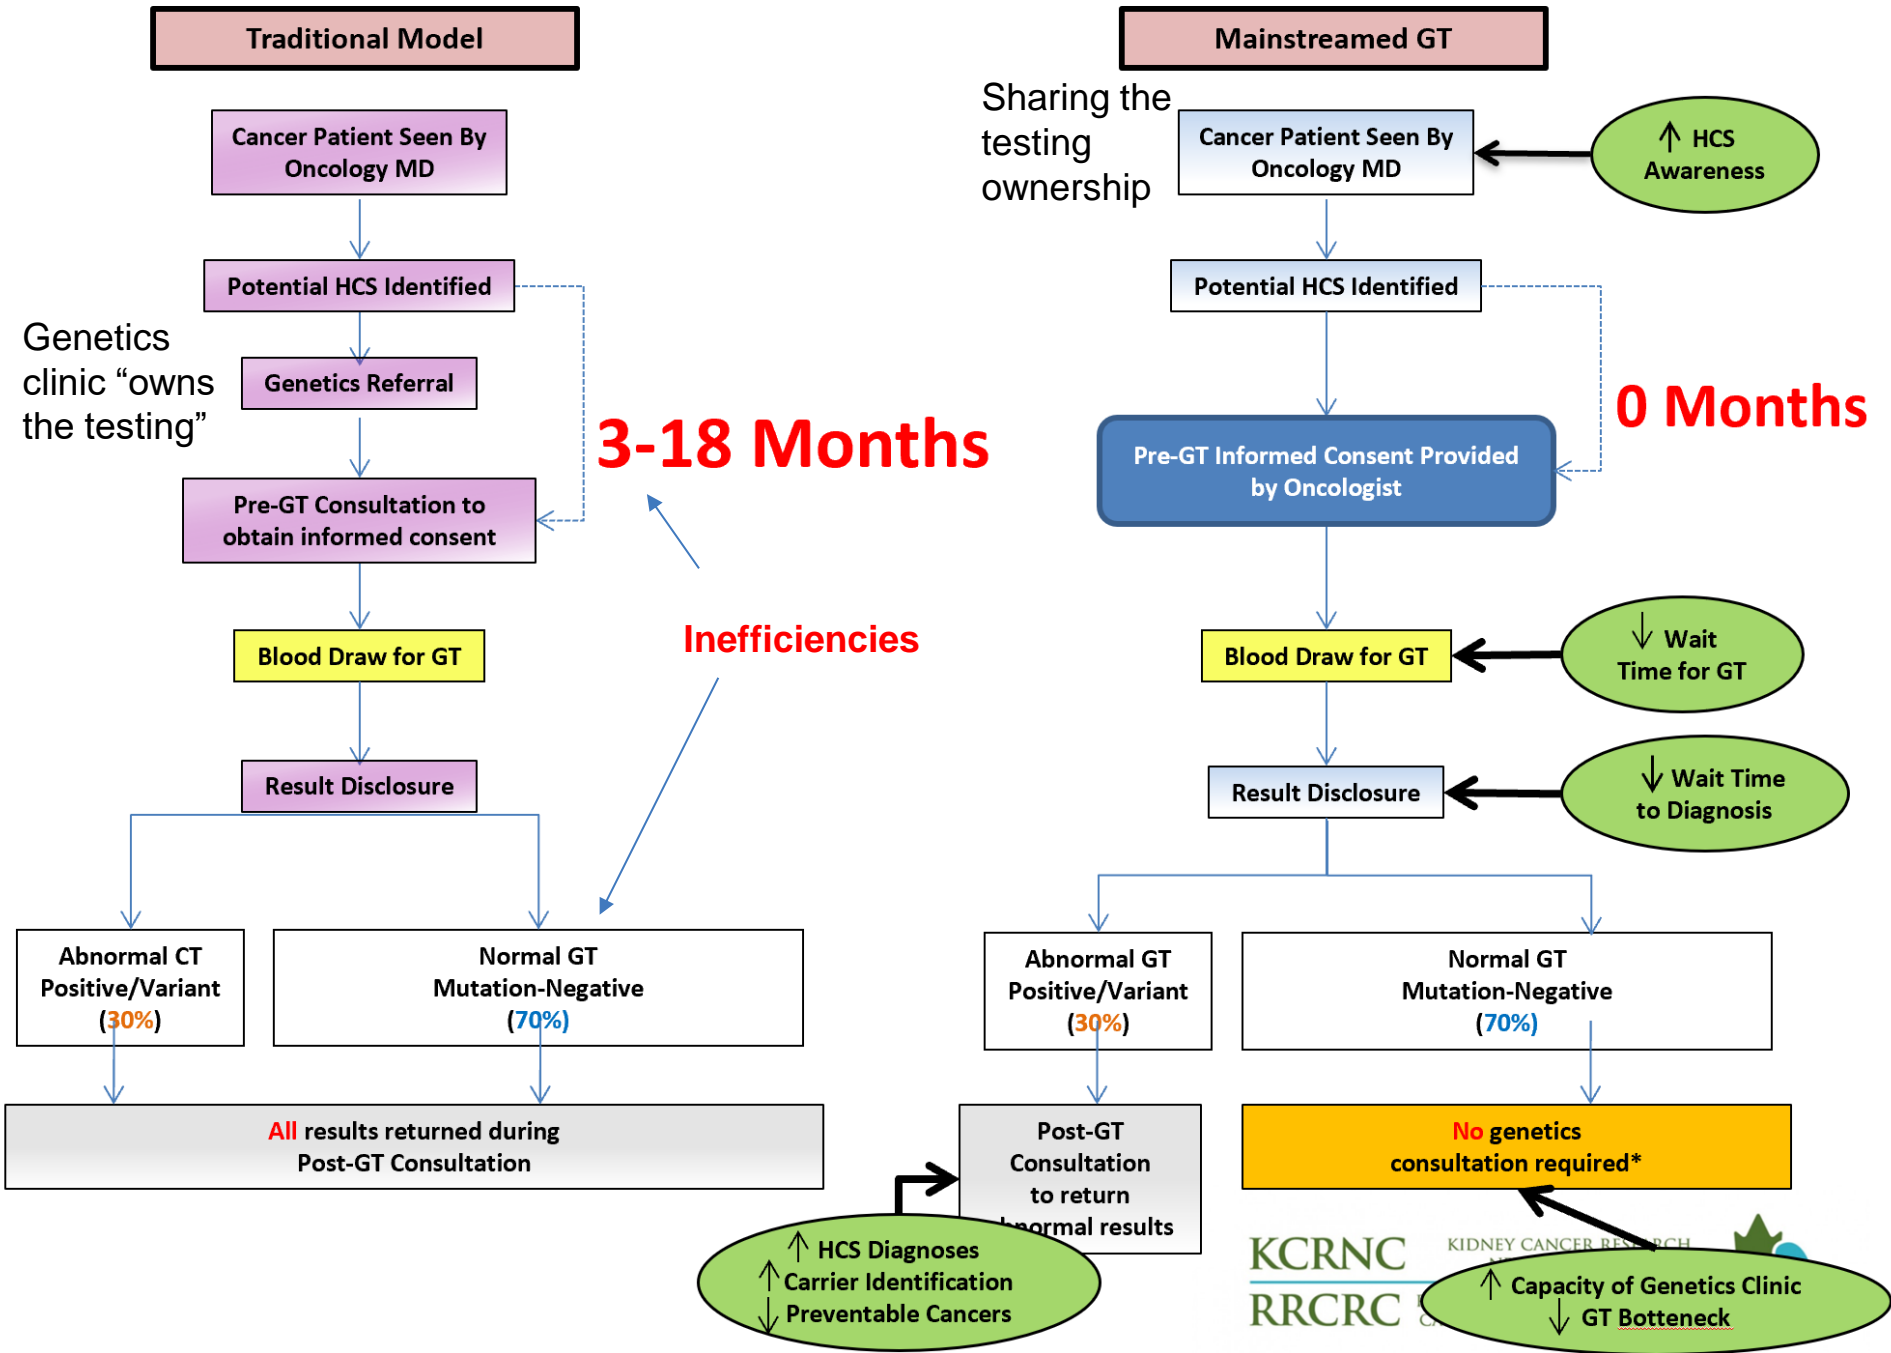 Traditional Model
Cancer Patient Seen By
Oncology MD
Potential HCS Identified
Genetics
clinic “owns
the testing”
Genetics Referral
3-18 Months
Pre-GT Consultation to
obtain informed consent
Inefficiencies
Blood Draw for GT
Result Disclosure
Abnormal CT
Positive/Variant
(30%)
Normal GT
Mutation-Negative
(70%)
All results returned during
Post-GT Consultation
Mainstreamed GT
Sharing the
testing
ownership
Cancer Patient Seen By
Oncology MD
↑ HCS
Awareness
Potential HCS Identified
0 Months
Pre-GT Informed Consent Provided
by Oncologist
Blood Draw for GT
↓ Wait
Time for GT
Result Disclosure
↓ Wait Time
to Diagnosis
Abnormal GT
Positive/Variant
(30%)
Normal GT
Mutation-Negative
(70%)
Post-GT
Consultation
to return
results
No genetics
consultation required*
↑ HCS Diagnoses
↑ Carrier Identification
↓ Preventable Cancers
KCRNC
KIDNEY CANCER RESEARCH
RRCRC
↑ Capacity of Genetics Clinic
↓ GT Botteneck